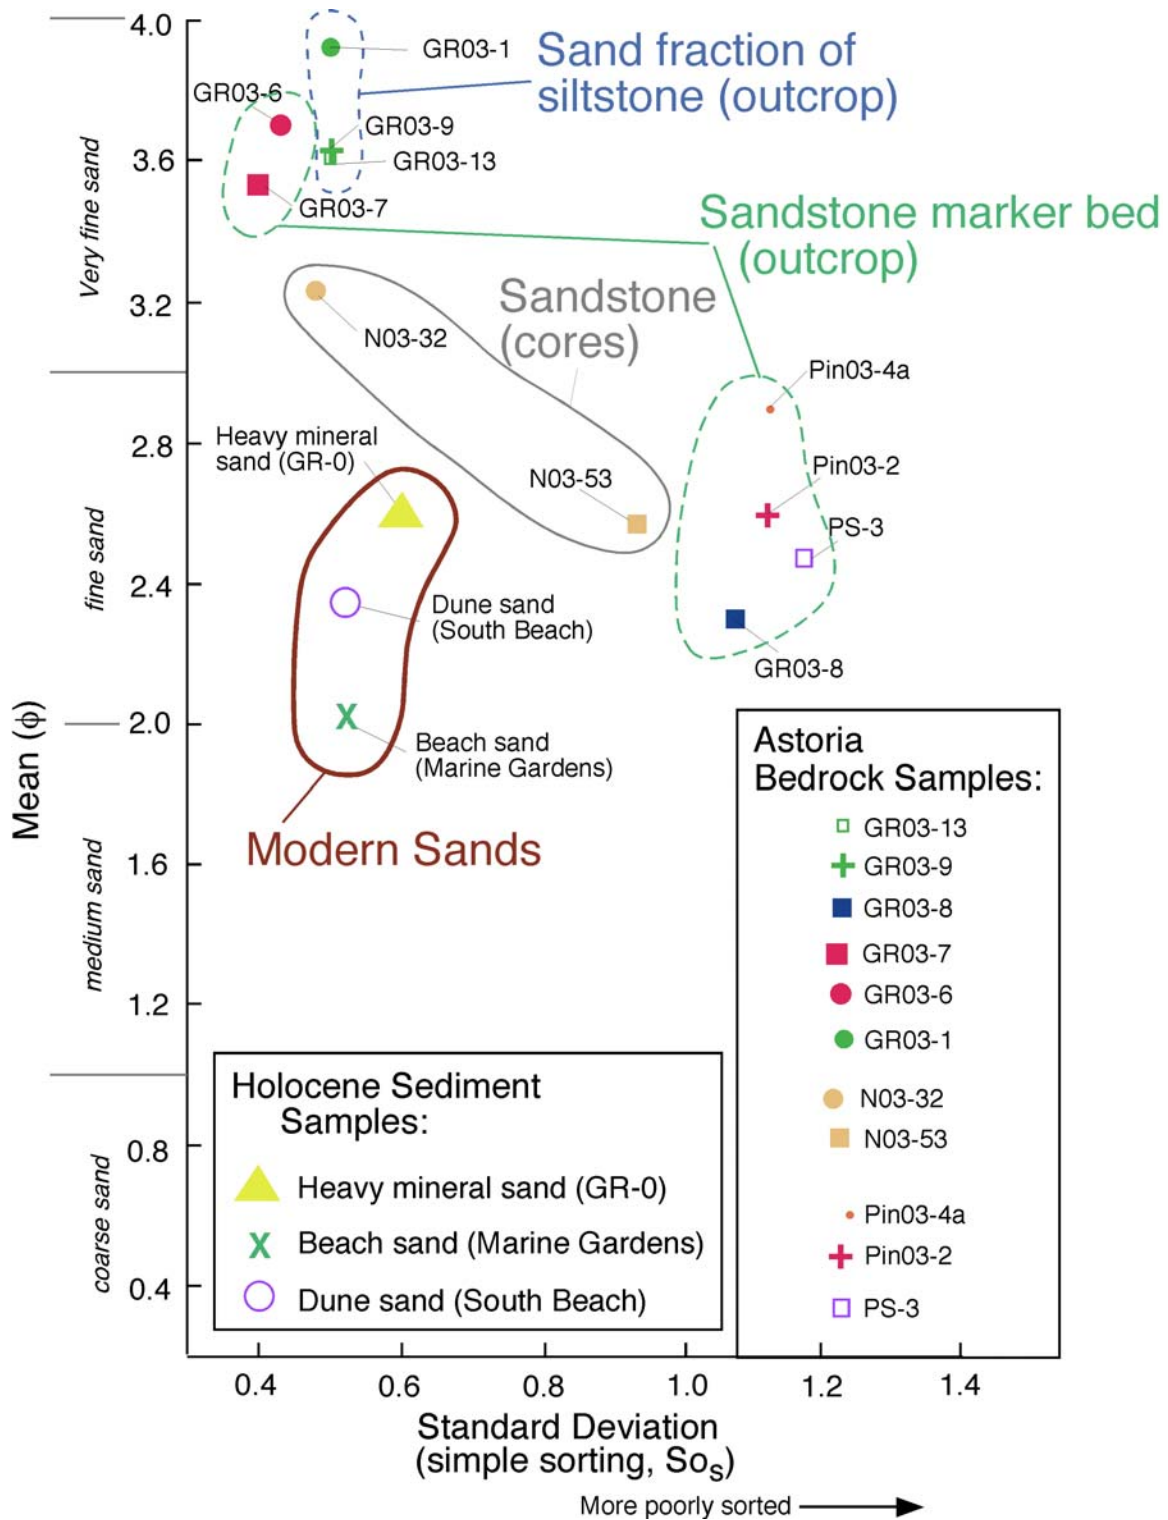 4.0
3.6
3.2
2.8
2.4
2.0
1.6
1.2
0.8
0.4
Mean (ϕ)
Very fine sand
fine sand
medium sand
coarse sand
GR03-1
Sand fraction of
siltstone (outcrop)
GR03-6
GR03-9
GR03-13
GR03-7
Sandstone marker bed
(outcrop)
Sandstone
(cores)
N03-32
Pin03-4a
Heavy mineral
sand (GR-0)
N03-53
Pin03-2
PS-3
Dune sand
(South Beach)
GR03-8
Beach sand
(Marine Gardens)
Modern Sands
Astoria
Bedrock Samples:
GR03-13
GR03-9
GR03-8
GR03-7
GR03-6
GR03-1
N03-32
N03-53
Pin03-4a
Pin03-2
PS-3
Holocene Sediment
Samples:
Heavy mineral sand (GR-0)
Beach sand (Marine Gardens)
Dune sand (South Beach)
0.4 0.6 0.8 1.0 1.2 1.4
Standard Deviation
(simple sorting, Soₛ)
More poorly sorted